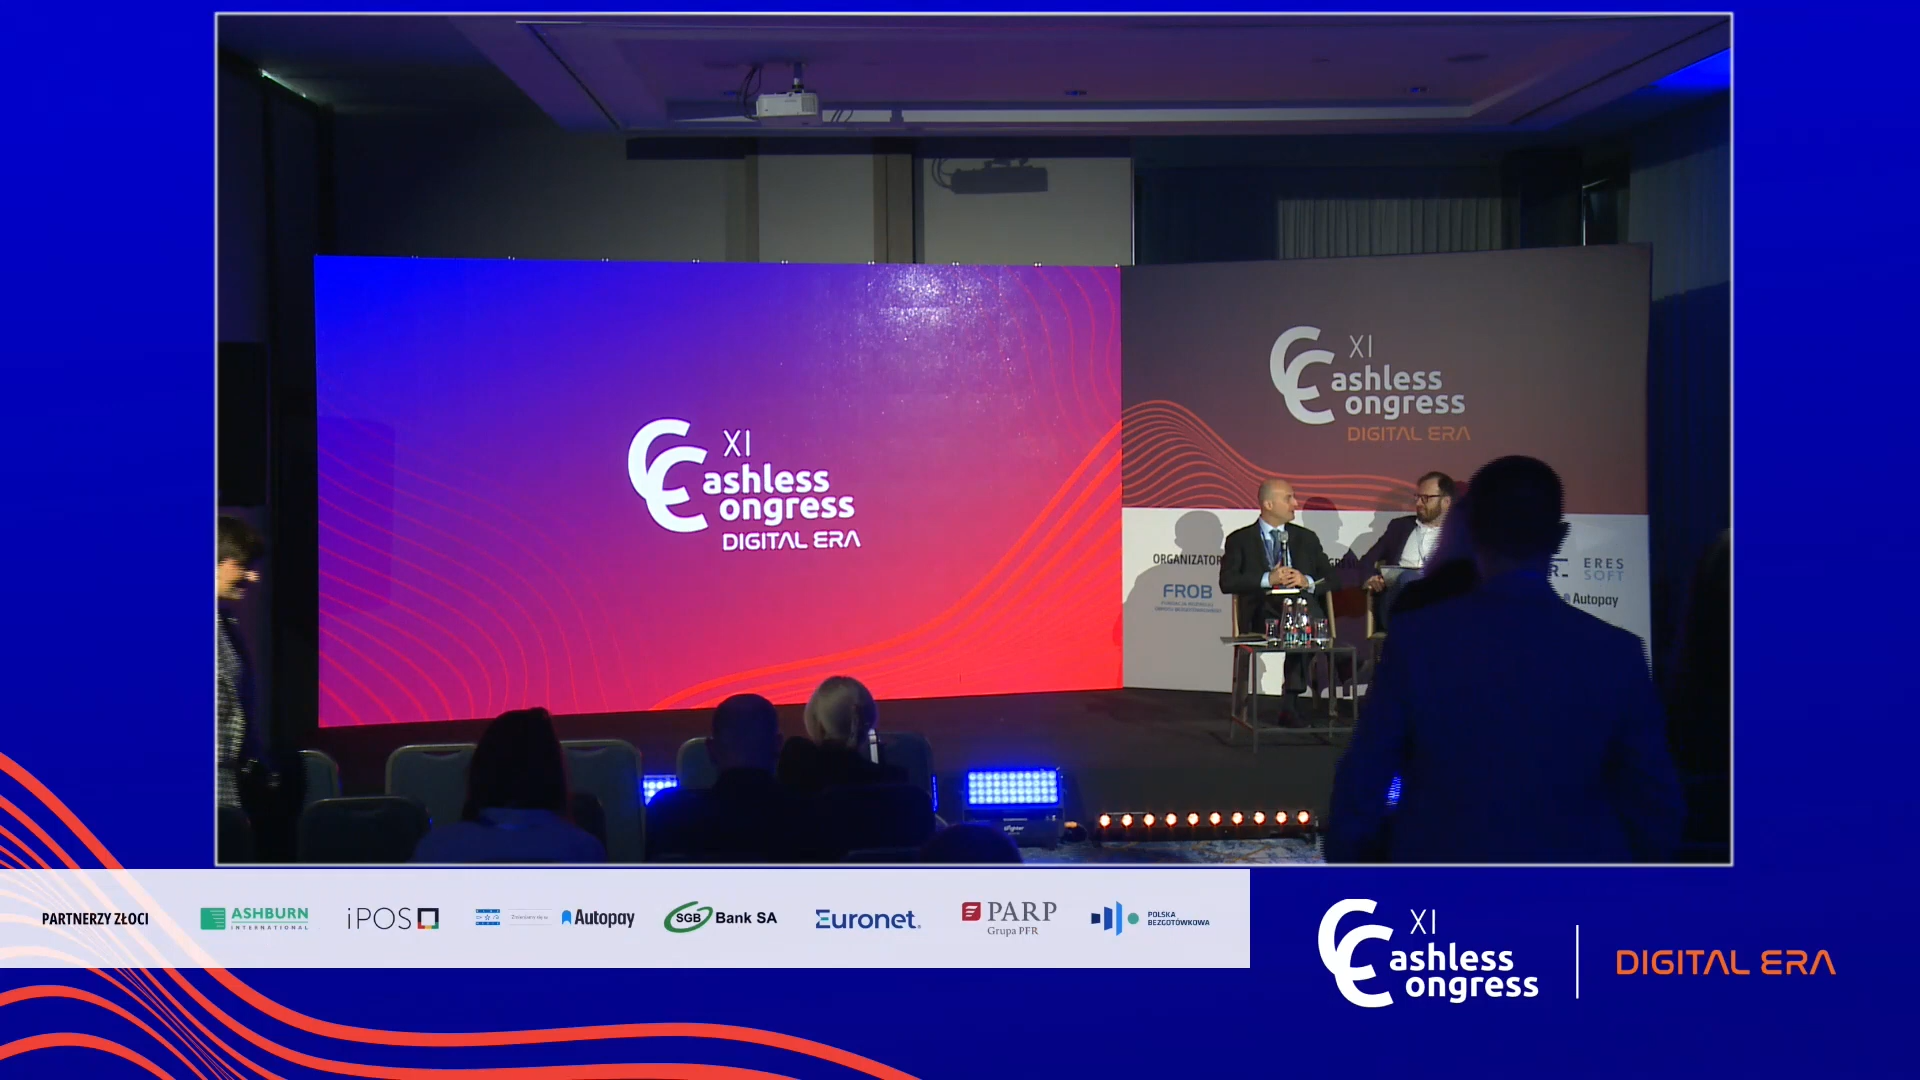 XI
Cashless
Congress
DIGITAL ERA
XI
Cashless
Congress
DIGITAL ERA
ORGANIZATOR
FROB
ERES
SOFT
Autopay
PARTNERZY ZŁOCI
ASHBURN
INTERNATIONAL
iPOS
Autopay
SGB Bank SA
Euronet
PARP
Grupa PFR
POLSKA
BEZGOTÓWKOWA
XI
Cashless
Congress
DIGITAL ERA